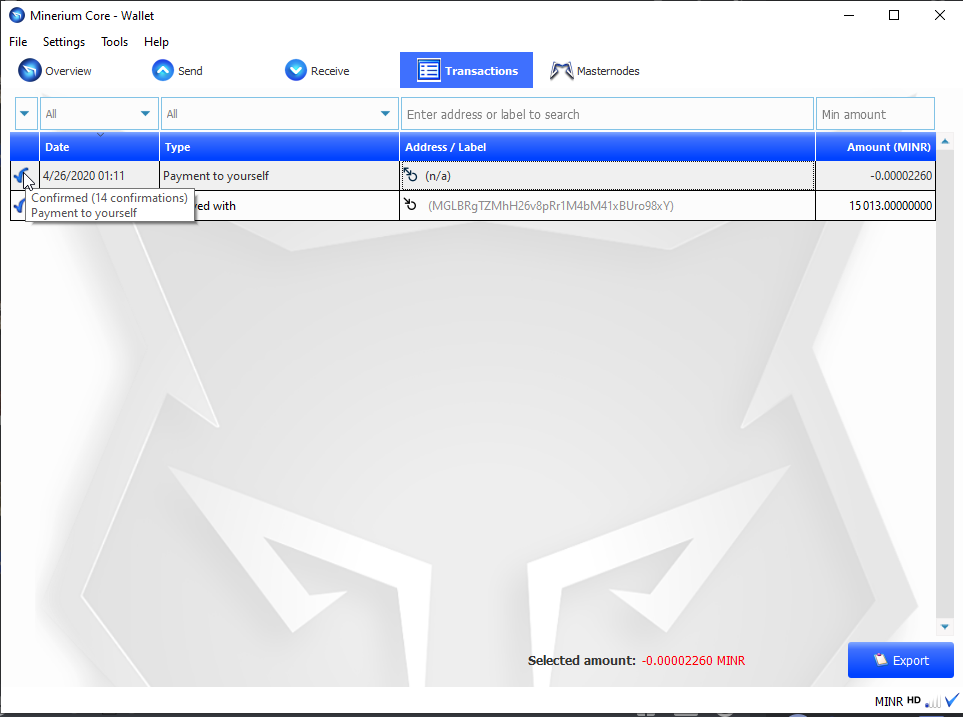 Minerium Core - Wallet
File Settings Tools Help
Overview Send Receive Transactions Masternodes
All All Enter address or label to search Min amount
Date Type Address / Label Amount (MINR)
4/26/2020 01:11 Payment to yourself (n/a) -0.00002260
Confirmed (14 confirmations)
Payment to yourself
with (MGLBRgTZMhH26v8pRr1M4bM41xBUro98xY) 15 013.00000000
Selected amount: -0.00002260 MINR
Export
MINR HD